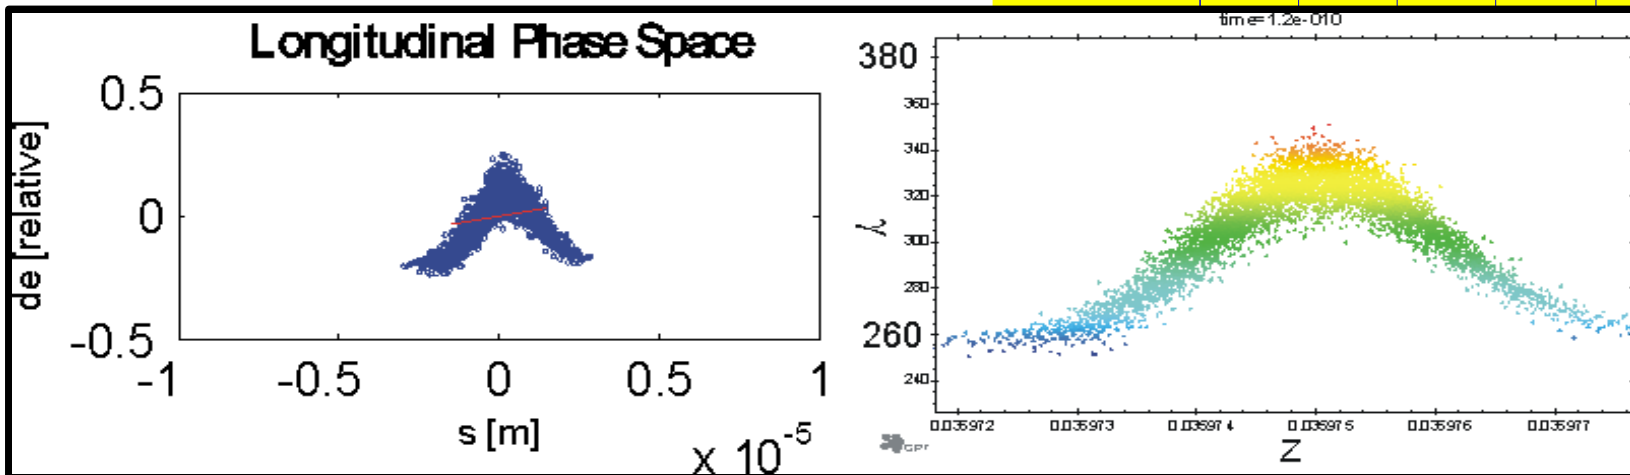 Longitudinal Phase Space
0.5
0
-0.5
de [relative]
-1
-0.5
0
0.5
1
s [m]
x 10^-5
time=1.2e-010
380
360
340
320
300
280
260
240
γ
0.035972
0.035973
0.035974
0.035975
0.035976
0.035977
Z
GPT